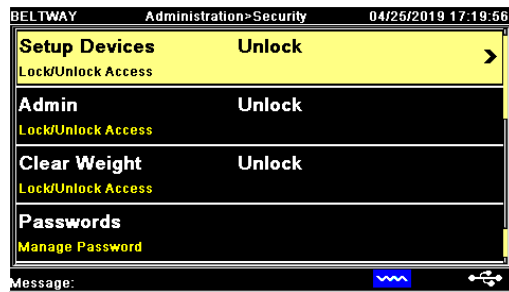 BELTWAY Administration>Security 04/25/2019 17:19:56
Setup Devices Unlock
Lock/Unlock Access
Admin Unlock
Lock/Unlock Access
Clear Weight Unlock
Lock/Unlock Access
Passwords
Manage Password
Message: